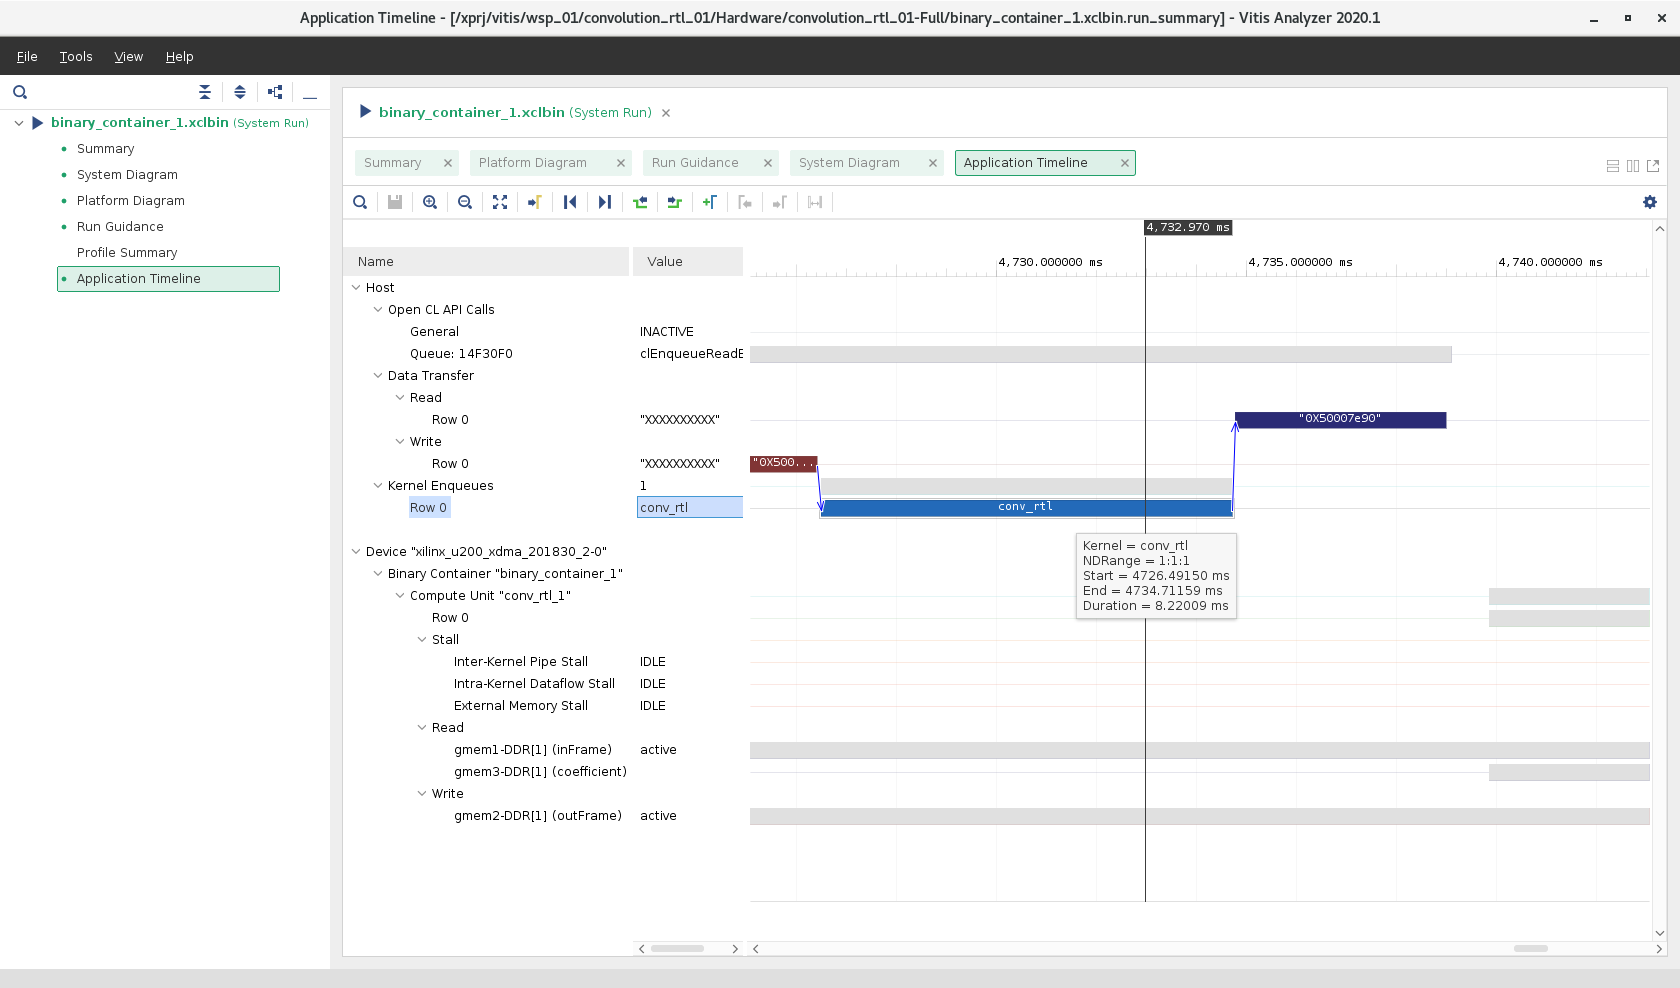 Application Timeline - [/xprj/vitis/wsp_01/convolution_rtl_01/Hardware/convolution_rtl_01-Full/binary_container_1.xclbin.run_summary] - Vitis Analyzer 2020.1
File Tools View Help
binary_container_1.xclbin (System Run)
Summary
System Diagram
Platform Diagram
Run Guidance
Profile Summary
Application Timeline
binary_container_1.xclbin (System Run)
Summary Platform Diagram Run Guidance System Diagram Application Timeline
4,732.970 ms
Name Value 4,730.000000 ms 4,735.000000 ms 4,740.000000 ms
Host
Open CL API Calls
General INACTIVE
Queue: 14F30F0 clEnqueueReadB
Data Transfer
Read
Row 0 "XXXXXXXXXX" "0X50007e90"
Write
Row 0 "XXXXXXXXXX" "0X500...
Kernel Enqueues 1
Row 0 conv_rtl conv_rtl
Kernel = conv_rtl
NDRange = 1:1:1
Start = 4726.49150 ms
End = 4734.71159 ms
Duration = 8.22009 ms
Device "xilinx_u200_xdma_201830_2-0"
Binary Container "binary_container_1"
Compute Unit "conv_rtl_1"
Row 0
Stall
Inter-Kernel Pipe Stall IDLE
Intra-Kernel Dataflow Stall IDLE
External Memory Stall IDLE
Read
gmem1-DDR[1] (inFrame) active
gmem3-DDR[1] (coefficient)
Write
gmem2-DDR[1] (outFrame) active